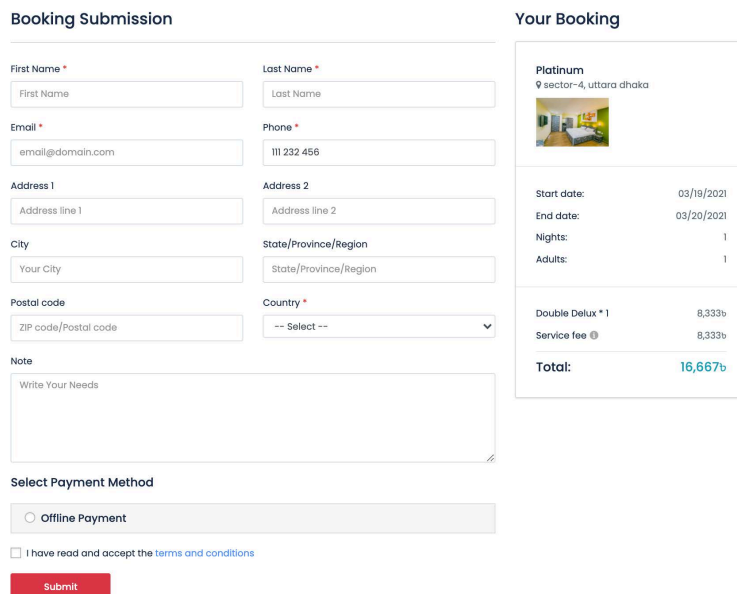 Booking Submission
First Name *
Last Name *
First Name
Last Name
Email *
Phone *
email@domain.com
111 232 456
Address 1
Address 2
Address line 1
Address line 2
City
State/Province/Region
Your City
State/Province/Region
Postal code
Country *
ZIP code/Postal code
-- Select --
Note
Write Your Needs
Select Payment Method
Offline Payment
I have read and accept the terms and conditions
Submit
Your Booking
Platinum
sector-4, uttara dhaka
Start date: 03/19/2021
End date: 03/20/2021
Nights: 1
Adults: 1
Double Delux * 1 8,333৳
Service fee 8,333৳
Total: 16,667৳